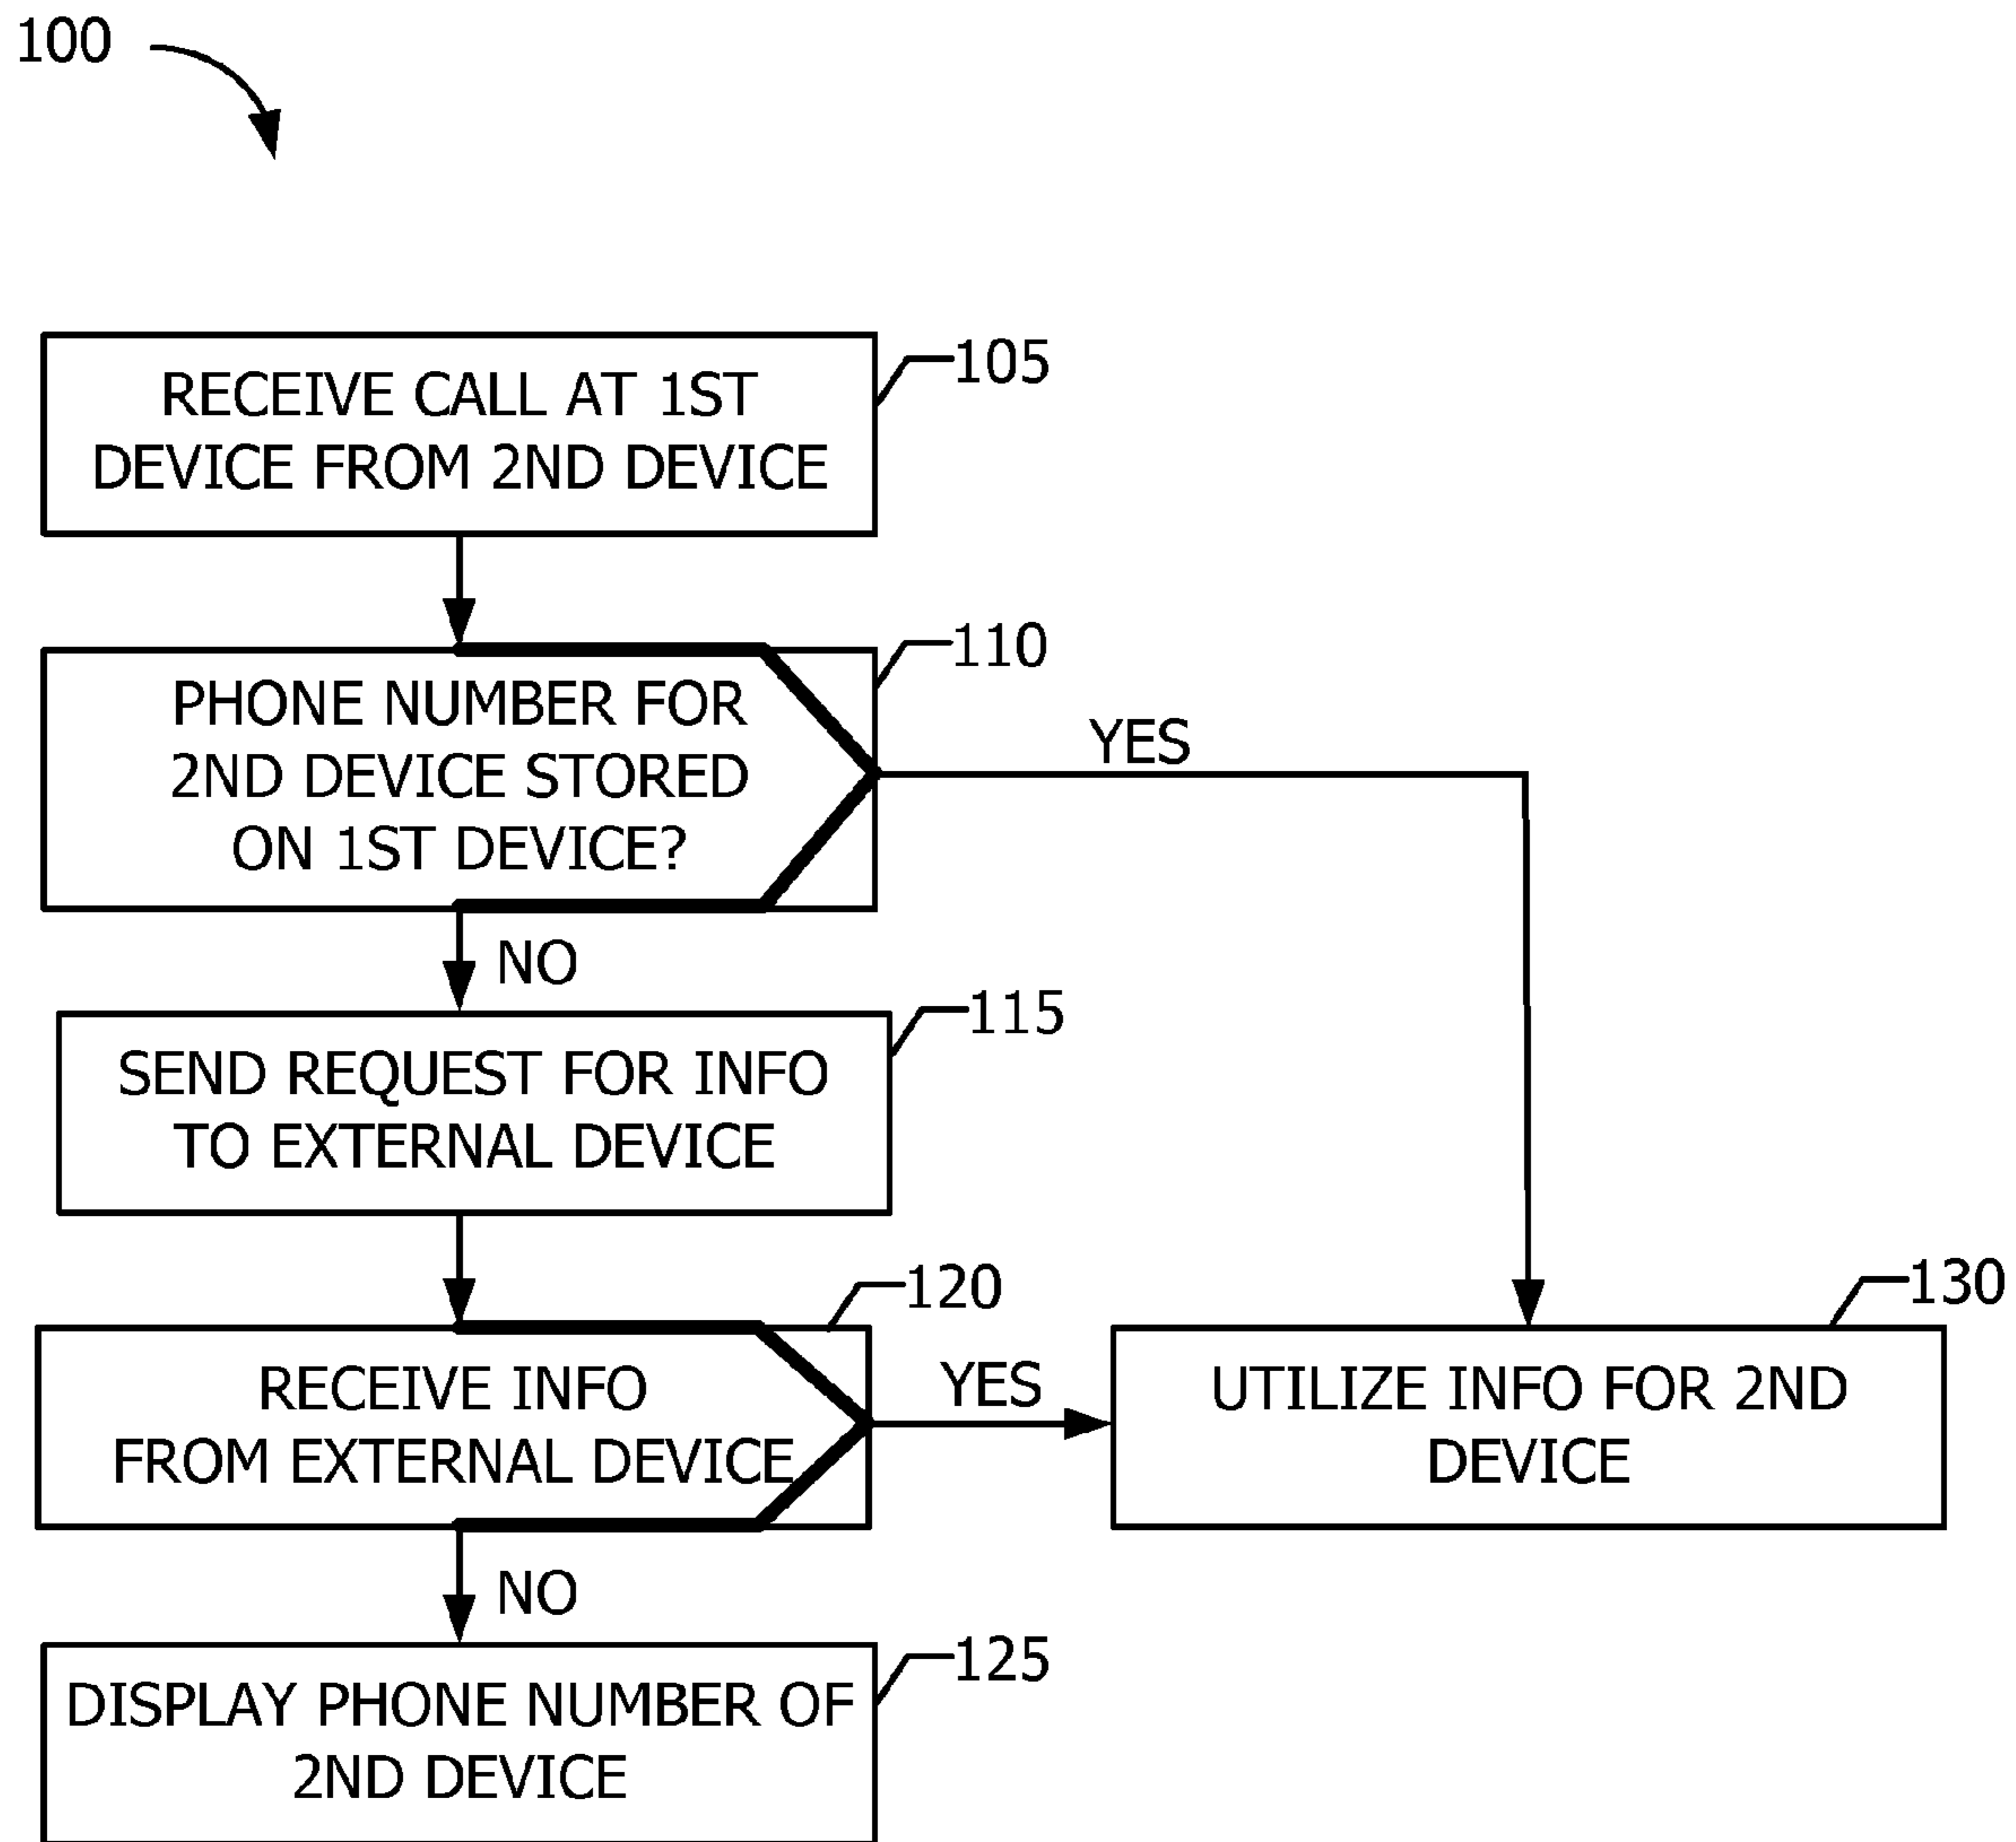 100
RECEIVE CALL AT 1ST
DEVICE FROM 2ND DEVICE
105
PHONE NUMBER FOR
2ND DEVICE STORED
ON 1ST DEVICE?
110
YES
NO
SEND REQUEST FOR INFO
TO EXTERNAL DEVICE
115
RECEIVE INFO
FROM EXTERNAL DEVICE
120
YES
UTILIZE INFO FOR 2ND
DEVICE
130
NO
DISPLAY PHONE NUMBER OF
2ND DEVICE
125